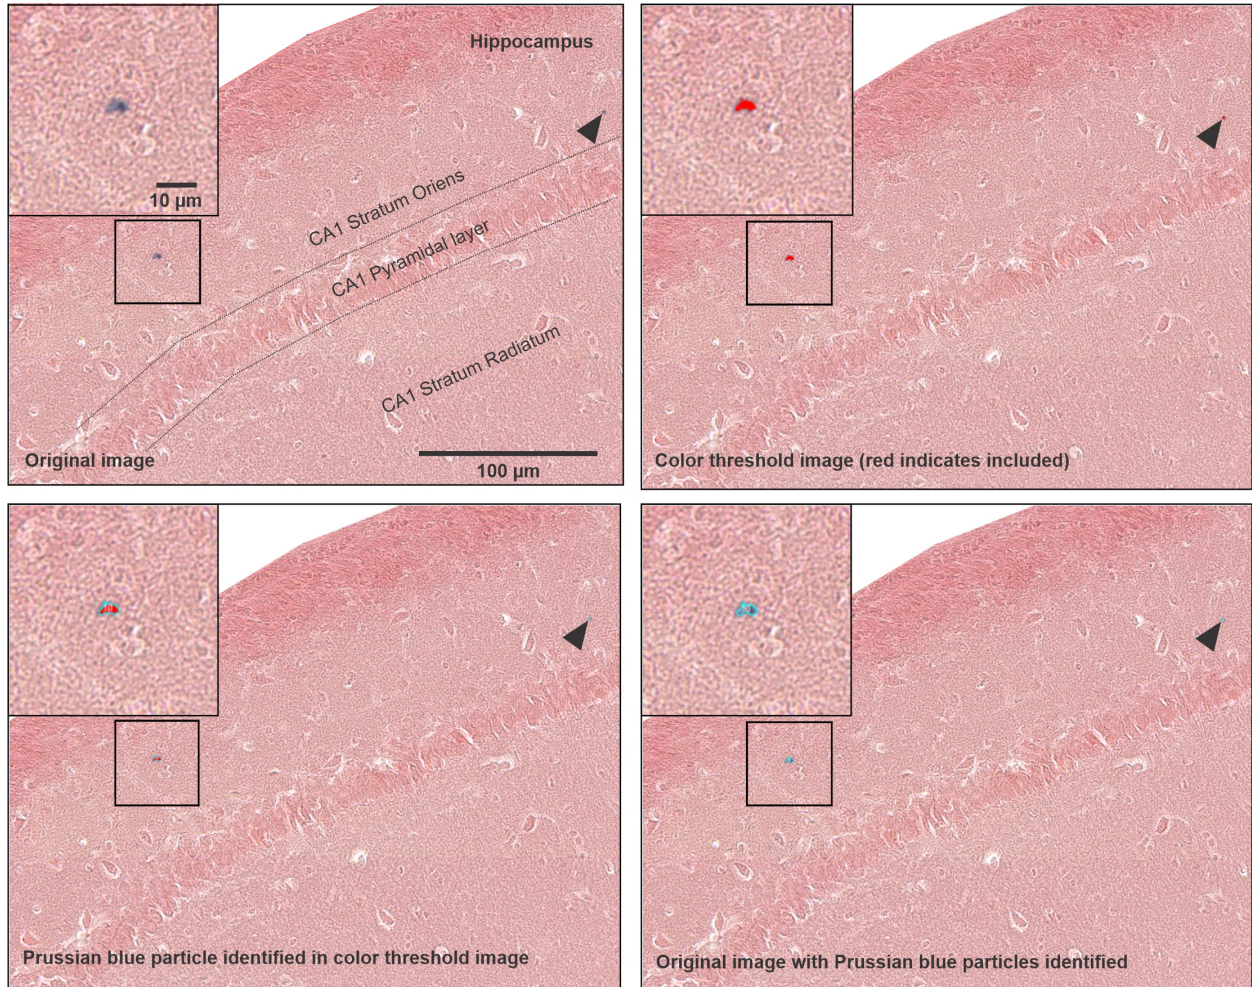 Hippocampus
10 µm
CA1 Stratum Oriens
CA1 Pyramidal layer
CA1 Stratum Radiatum
Original image
100 µm
Color threshold image (red indicates included)
Prussian blue particle identified in color threshold image
Original image with Prussian blue particles identified